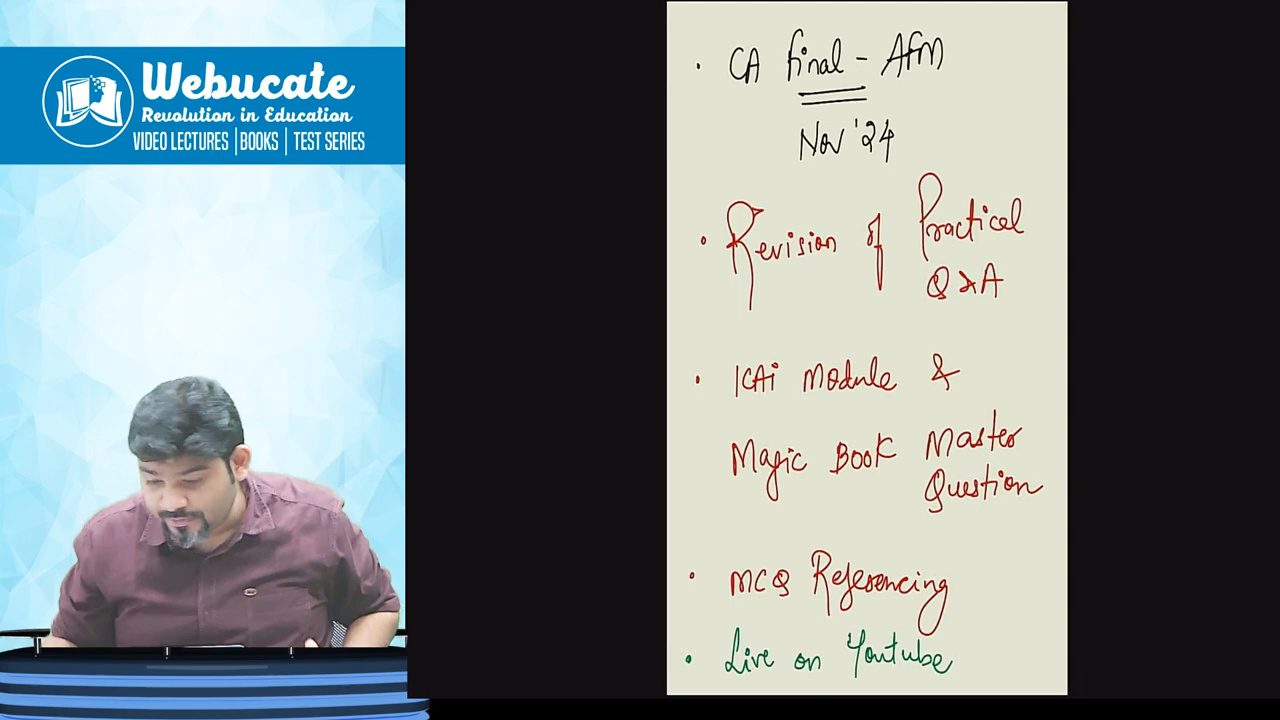 Webucate
Revolution in Education
VIDEO LECTURES | BOOKS | TEST SERIES
• CA Final - AFM
Nov '24
• Revision of Practical
Q & A
• ICAi Module &
Magic Book Master
Question
• MCQ Referencing
• Live on Youtube